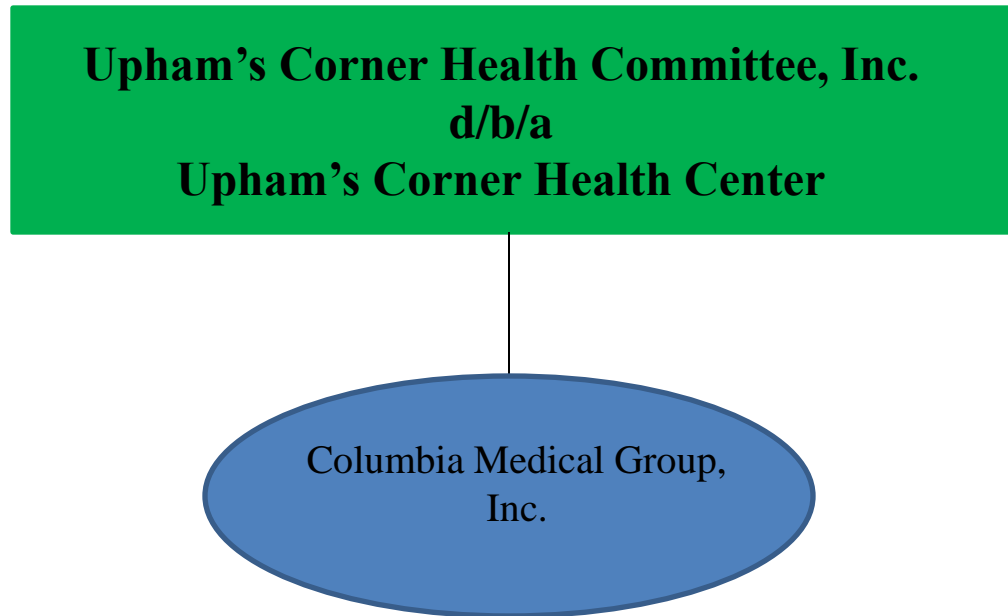 Upham’s Corner Health Committee, Inc.
d/b/a
Upham’s Corner Health Center
Columbia Medical Group,
Inc.